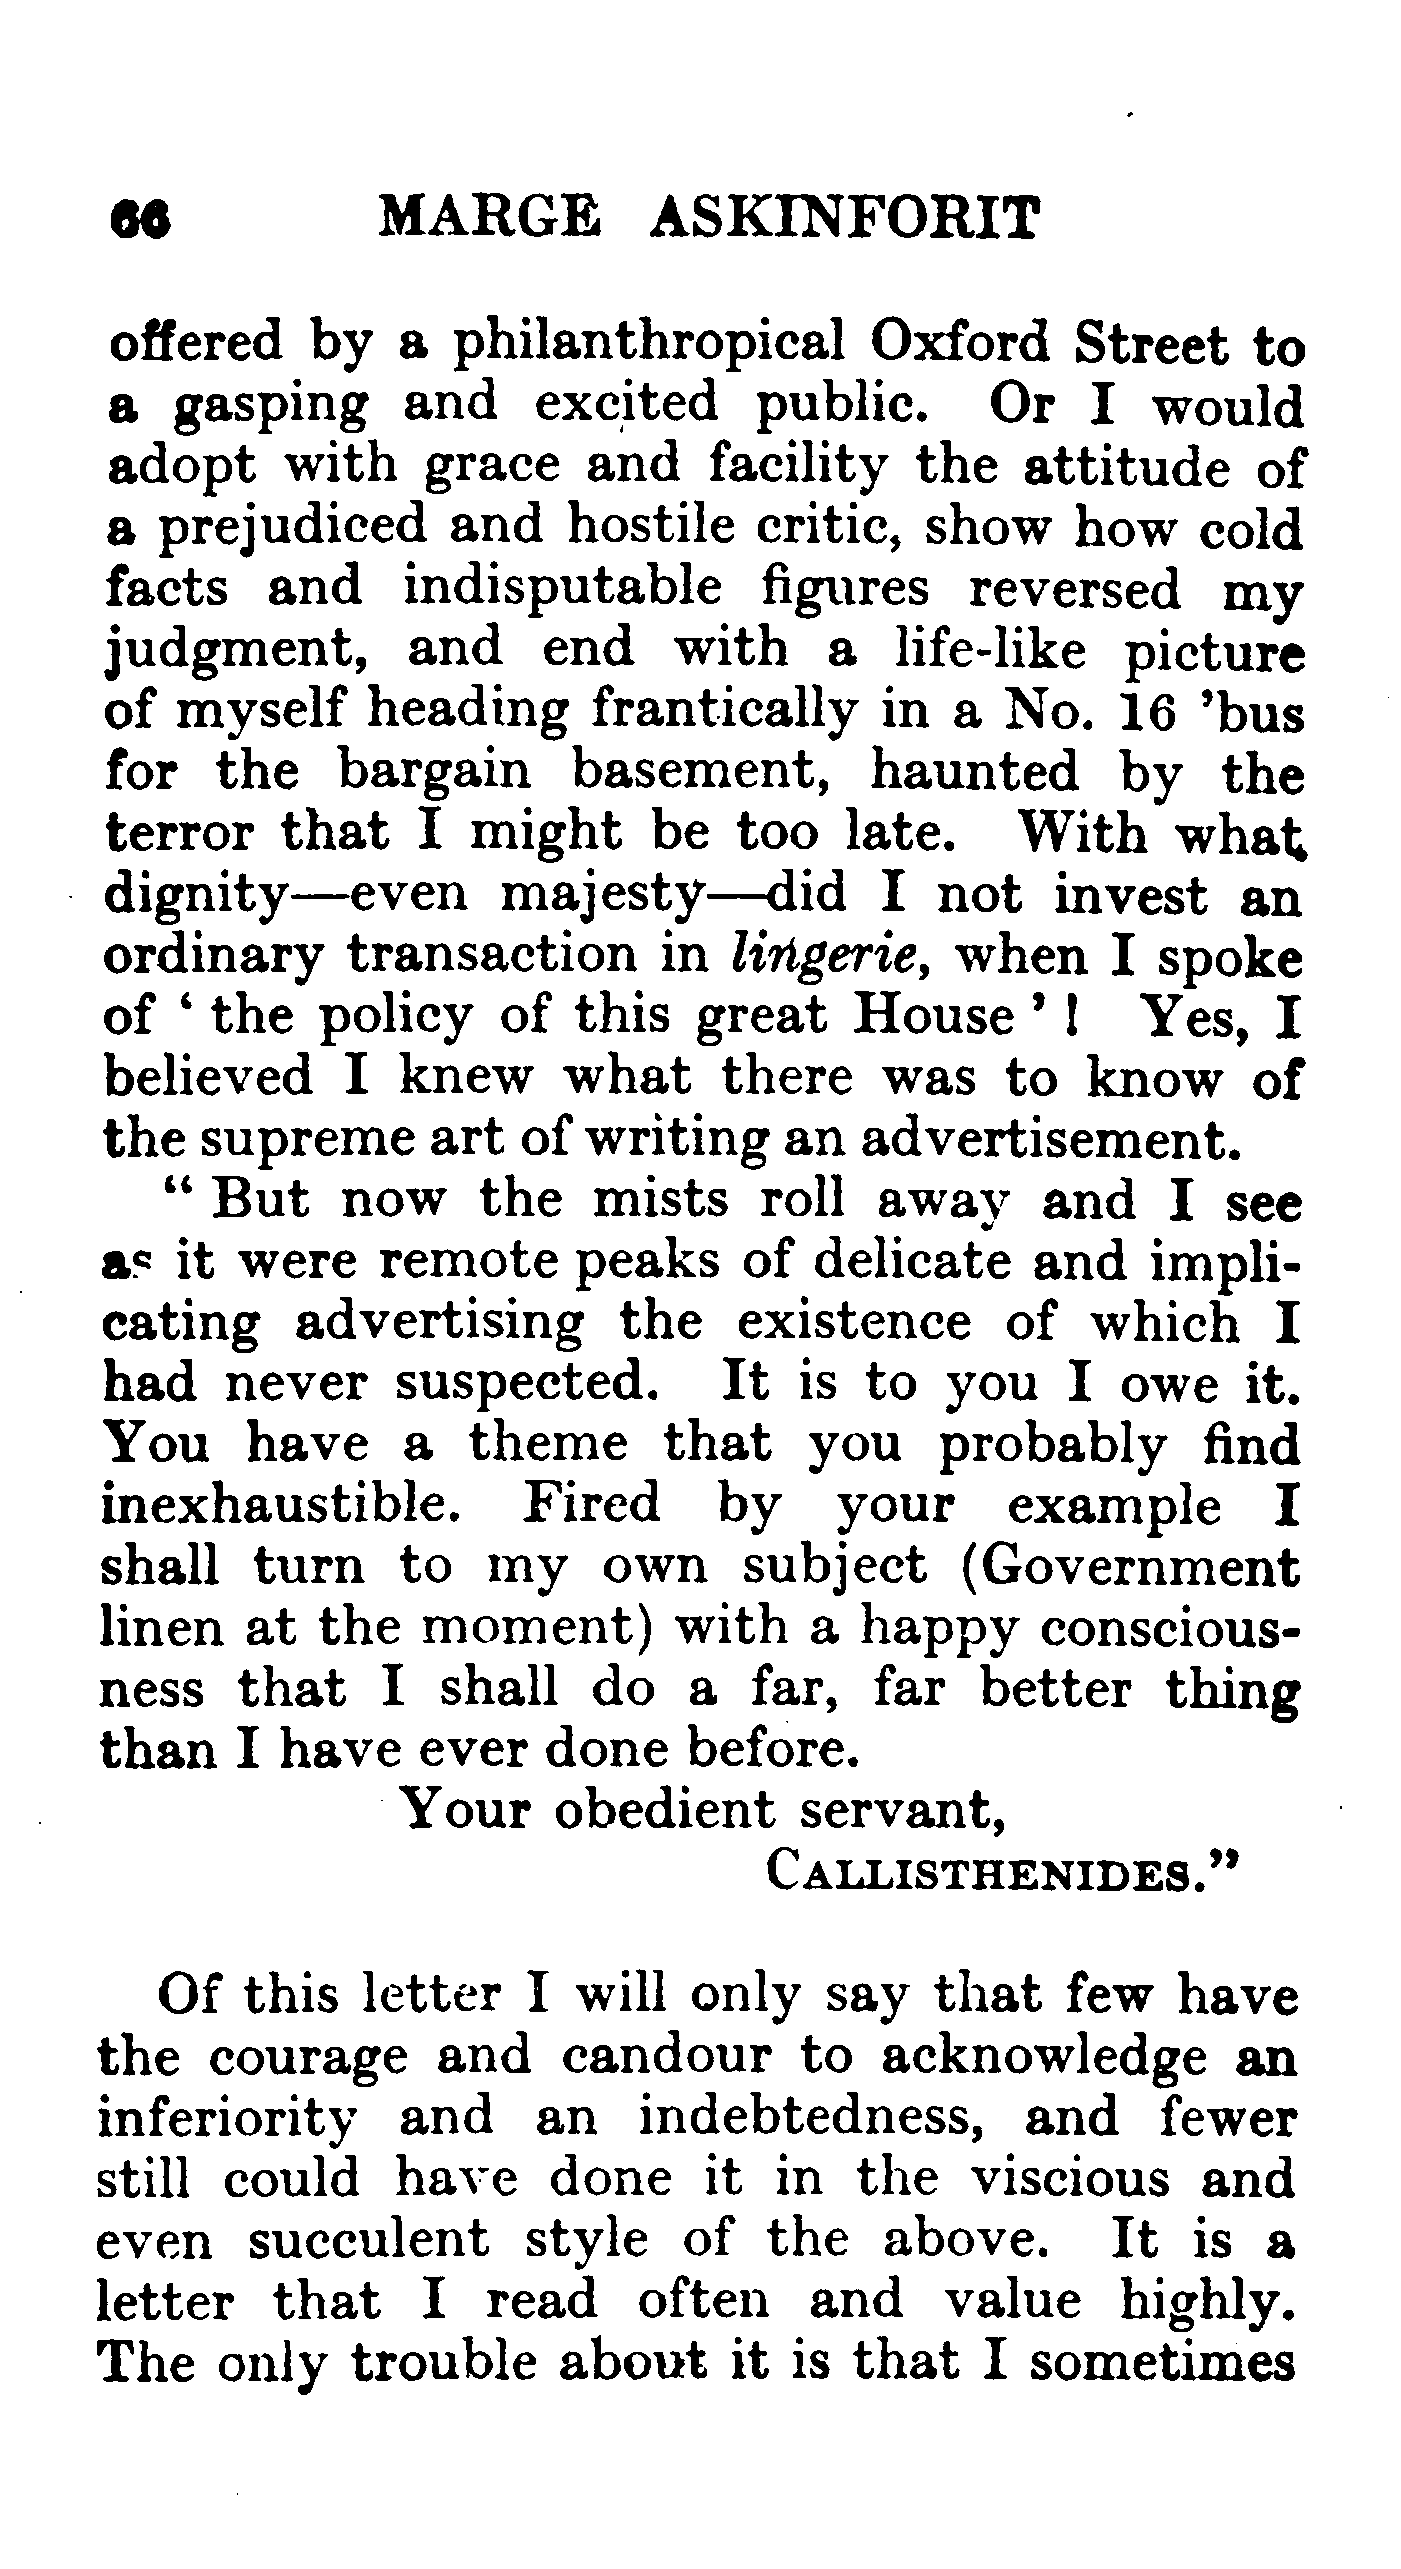 66 MARGE ASKINFORIT
offered by a philanthropical Oxford Street to
a gasping and excited public. Or I would
adopt with grace and facility the attitude of
a prejudiced and hostile critic, show how cold
facts and indisputable figures reversed my
judgment, and end with a life-like picture
of myself heading frantically in a No. 16 ’bus
for the bargain basement, haunted by the
terror that I might be too late. With what
dignity—even majesty—did I not invest an
ordinary transaction in lingerie, when I spoke
of ‘ the policy of this great House ’ ! Yes, I
believed I knew what there was to know of
the supreme art of writing an advertisement.
“ But now the mists roll away and I see
as it were remote peaks of delicate and impli-
cating advertising the existence of which I
had never suspected. It is to you I owe it.
You have a theme that you probably find
inexhaustible. Fired by your example I
shall turn to my own subject (Government
linen at the moment) with a happy conscious-
ness that I shall do a far, far better thing
than I have ever done before.
Your obedient servant,
CALLISTHENIDES.”
Of this letter I will only say that few have
the courage and candour to acknowledge an
inferiority and an indebtedness, and fewer
still could have done it in the viscious and
even succulent style of the above. It is a
letter that I read often and value highly.
The only trouble about it is that I sometimes